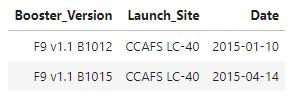 Booster_Version Launch_Site Date
F9 v1.1 B1012 CCAFS LC-40 2015-01-10
F9 v1.1 B1015 CCAFS LC-40 2015-04-14